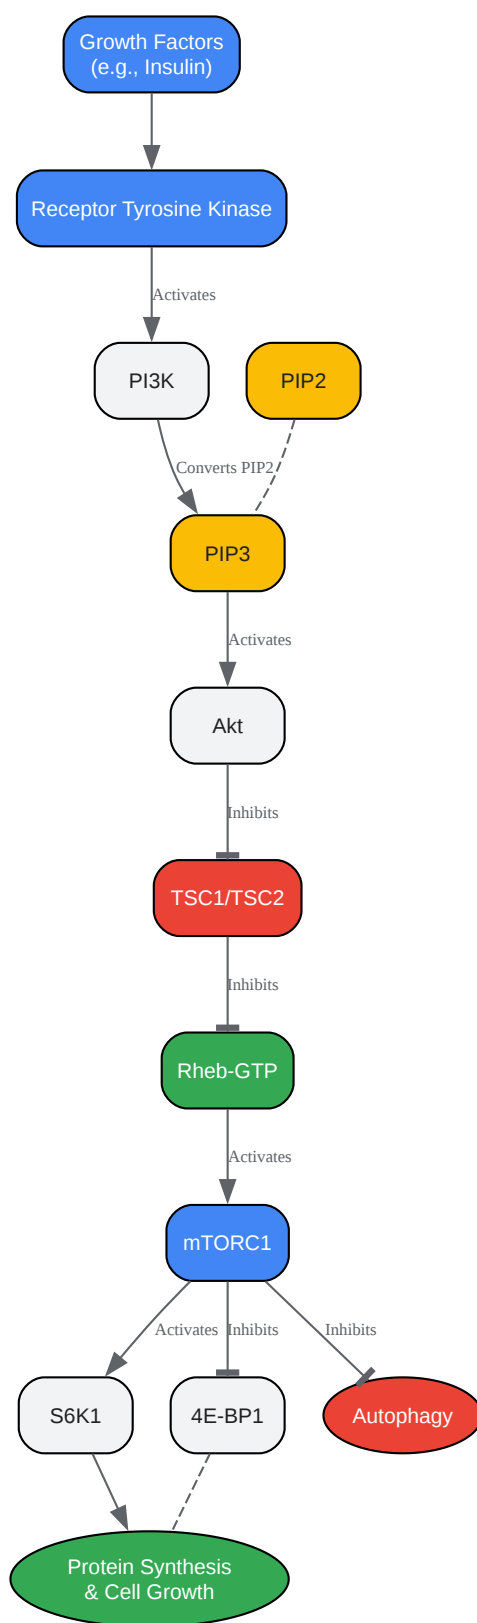 Growth Factors
(e.g., Insulin)
Receptor Tyrosine Kinase
Activates
PI3K
PIP2
Converts PIP2
PIP3
Activates
Akt
Inhibits
TSC1/TSC2
Inhibits
Rheb-GTP
Activates
mTORC1
Activates
Inhibits
Inhibits
S6K1
4E-BP1
Autophagy
Protein Synthesis
& Cell Growth